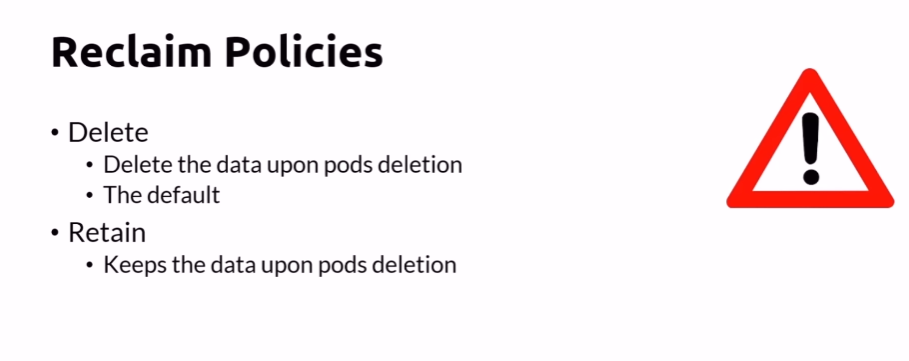 Reclaim Policies
• Delete
• Delete the data upon pods deletion
• The default
• Retain
• Keeps the data upon pods deletion